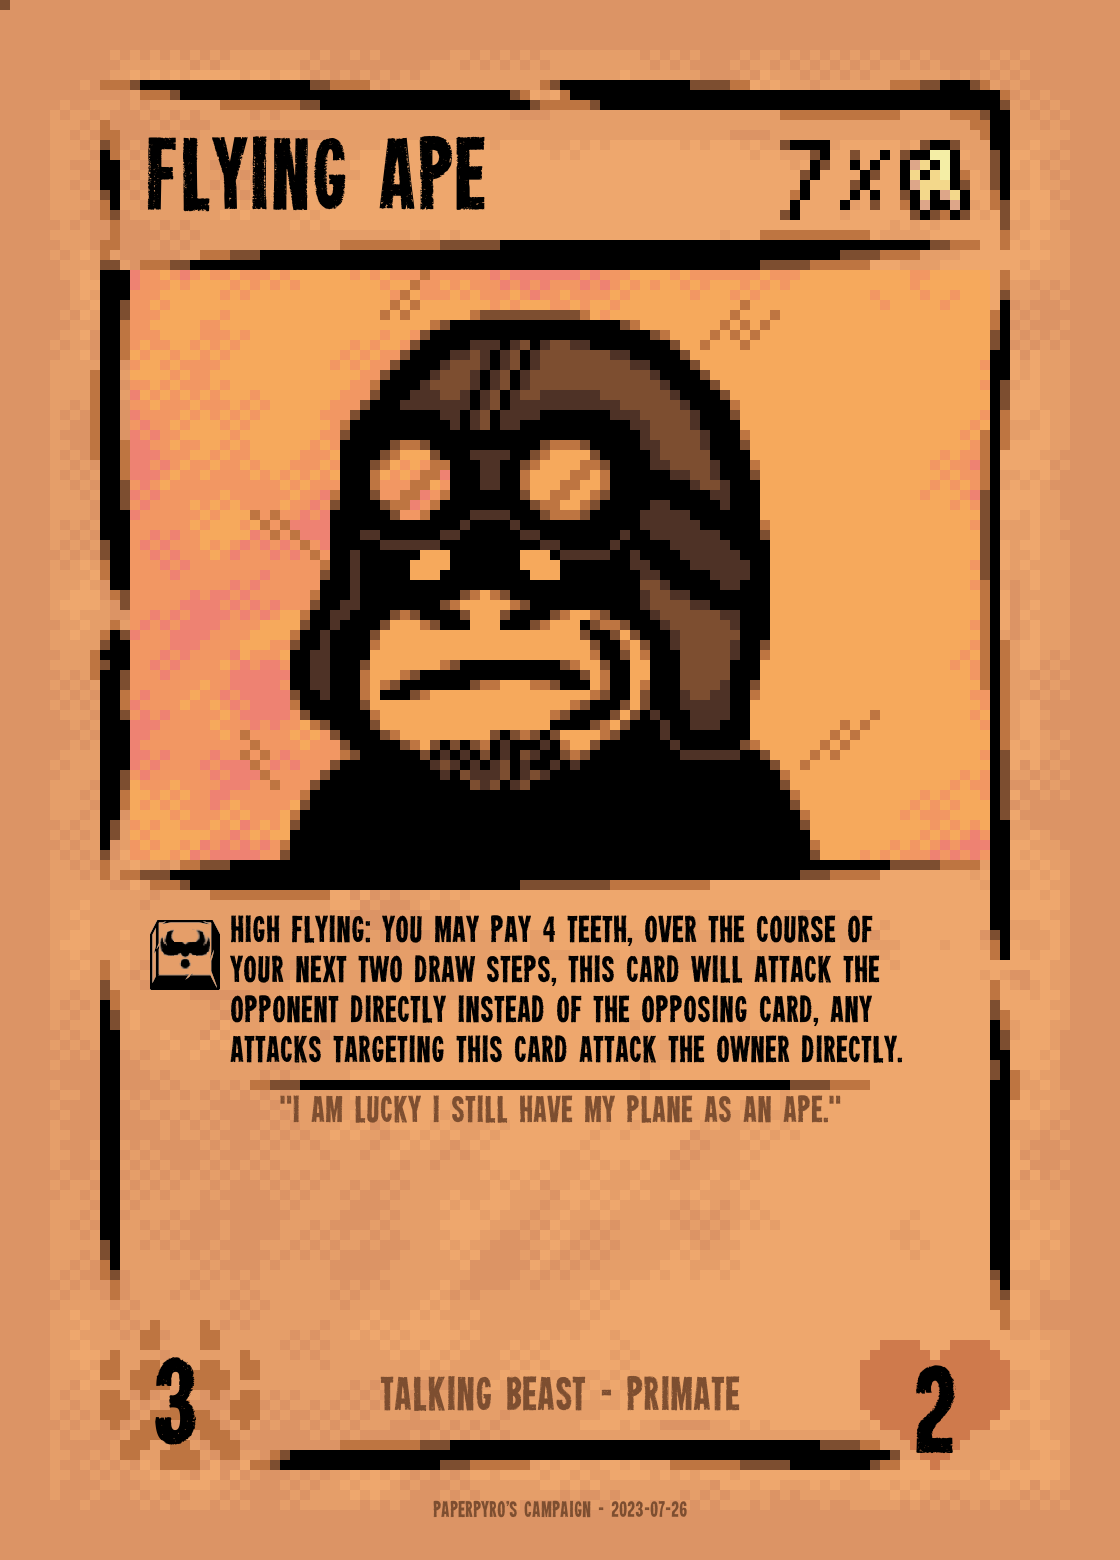 FLYING APE
7 X
HIGH FLYING: YOU MAY PAY 4 TEETH, OVER THE COURSE OF
YOUR NEXT TWO DRAW STEPS, THIS CARD WILL ATTACK THE
OPPONENT DIRECTLY INSTEAD OF THE OPPOSING CARD, ANY
ATTACKS TARGETING THIS CARD ATTACK THE OWNER DIRECTLY.
"I AM LUCKY I STILL HAVE MY PLANE AS AN APE."
3
TALKING BEAST - PRIMATE
2
PAPERPYRO'S CAMPAIGN - 2023-07-26